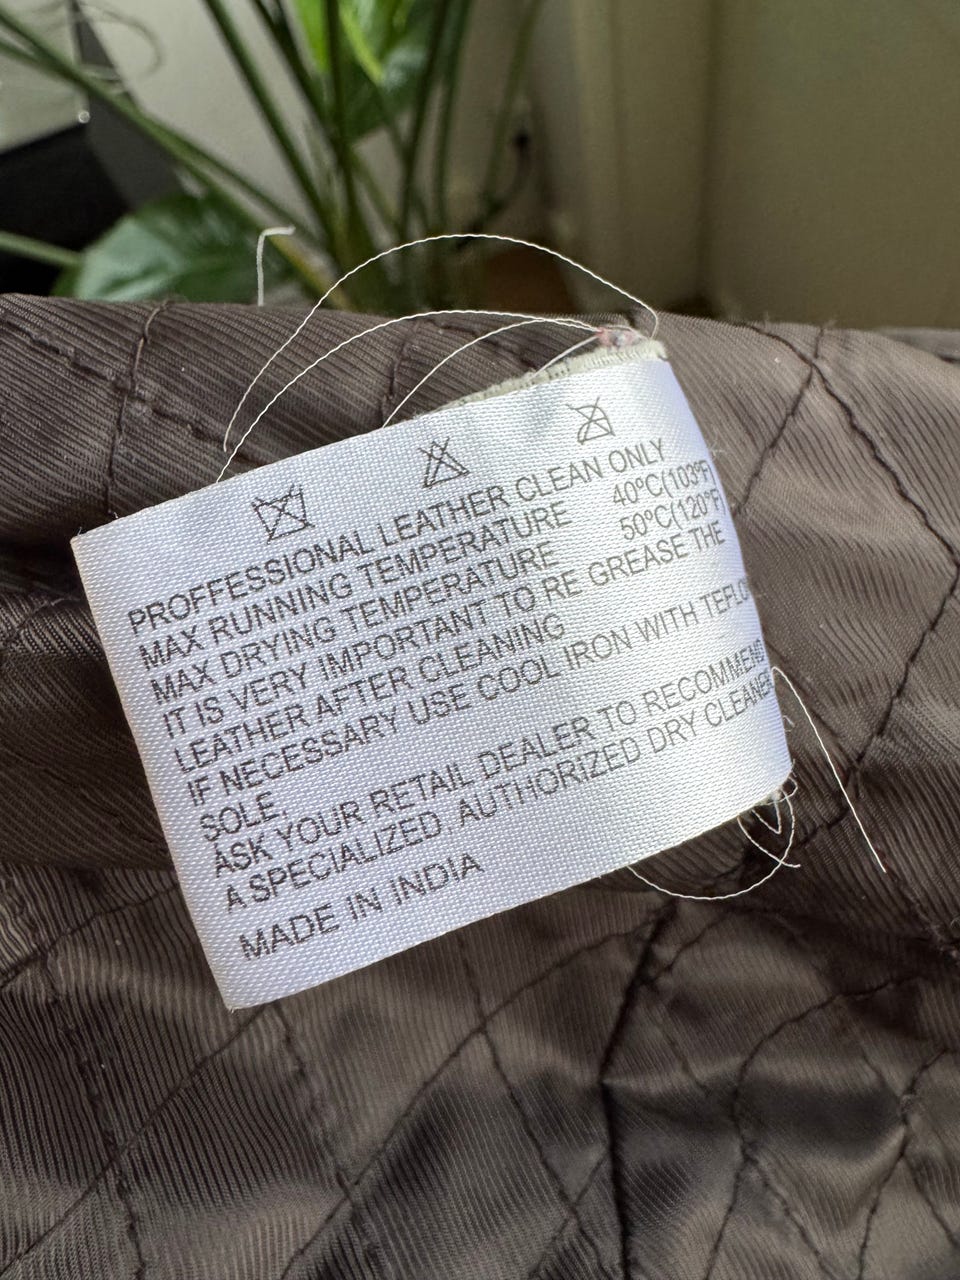 PROFFESSIONAL LEATHER CLEAN ONLY
MAX RUNNING TEMPERATURE 40°C(103°F)
MAX DRYING TEMPERATURE 50°C(120°F)
IT IS VERY IMPORTANT TO RE GREASE THE
LEATHER AFTER CLEANING
IF NECESSARY USE COOL IRON WITH TEFLON
SOLE.
ASK YOUR RETAIL DEALER TO RECOMMEND
A SPECIALIZED, AUTHORIZED DRY CLEANER
MADE IN INDIA